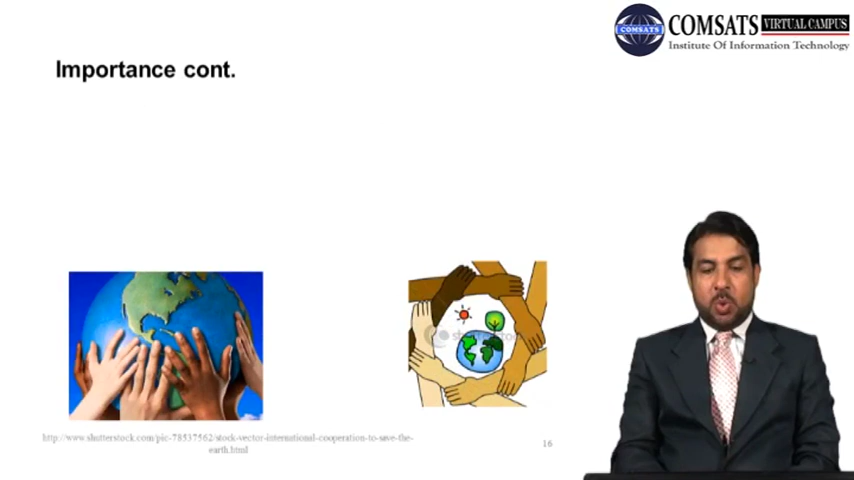 COMSATS
COMSATS VIRTUAL CAMPUS
Institute Of Information Technology
Importance cont.
http://www.shutterstock.com/pic-78537562/stock-vector-international-cooperation-to-save-the-
earth.html
16